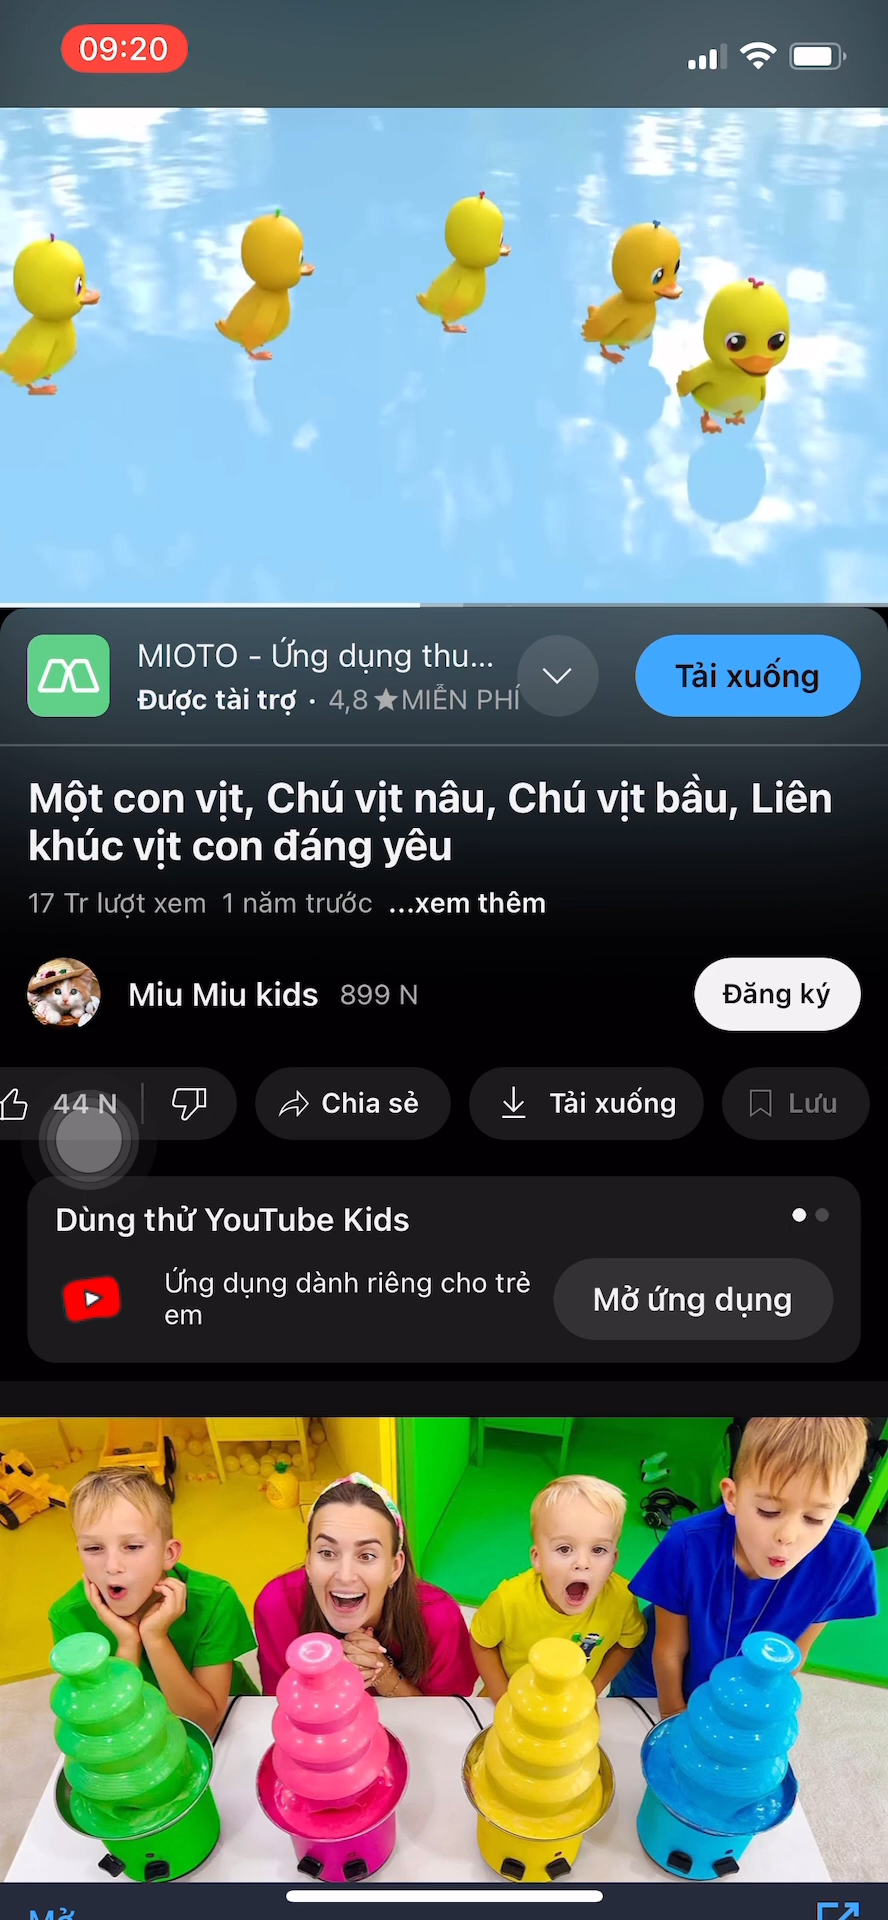 09:20
MIOTO - Ứng dụng thu...
Được tài trợ · 4,8★ MIỄN PHÍ
Tải xuống
Một con vịt, Chú vịt nâu, Chú vịt bầu, Liên
khúc vịt con đáng yêu
17 Tr lượt xem 1 năm trước ...xem thêm
Miu Miu kids 899 N
Đăng ký
44 N
Chia sẻ
Tải xuống
Lưu
Dùng thử YouTube Kids
Ứng dụng dành riêng cho trẻ
em
Mở ứng dụng
Mở